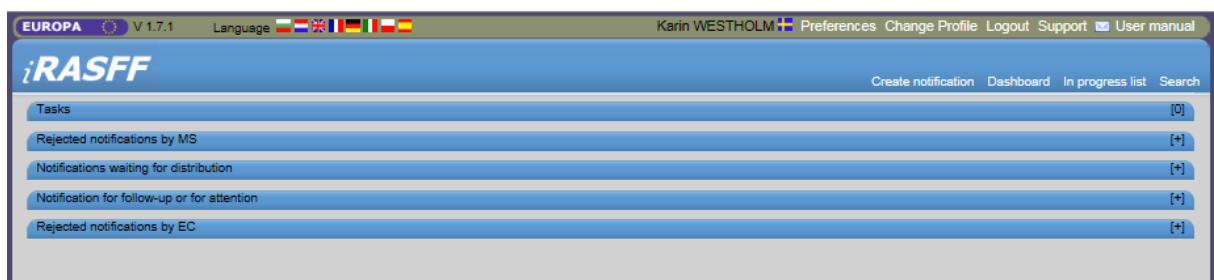 EUROPA V 1.7.1 Language Karin WESTHOLM Preferences Change Profile Logout Support User manual
iRASFF
Create notification Dashboard In progress list Search
Tasks [0]
Rejected notifications by MS [+]
Notifications waiting for distribution [+]
Notification for follow-up or for attention [+]
Rejected notifications by EC [+]